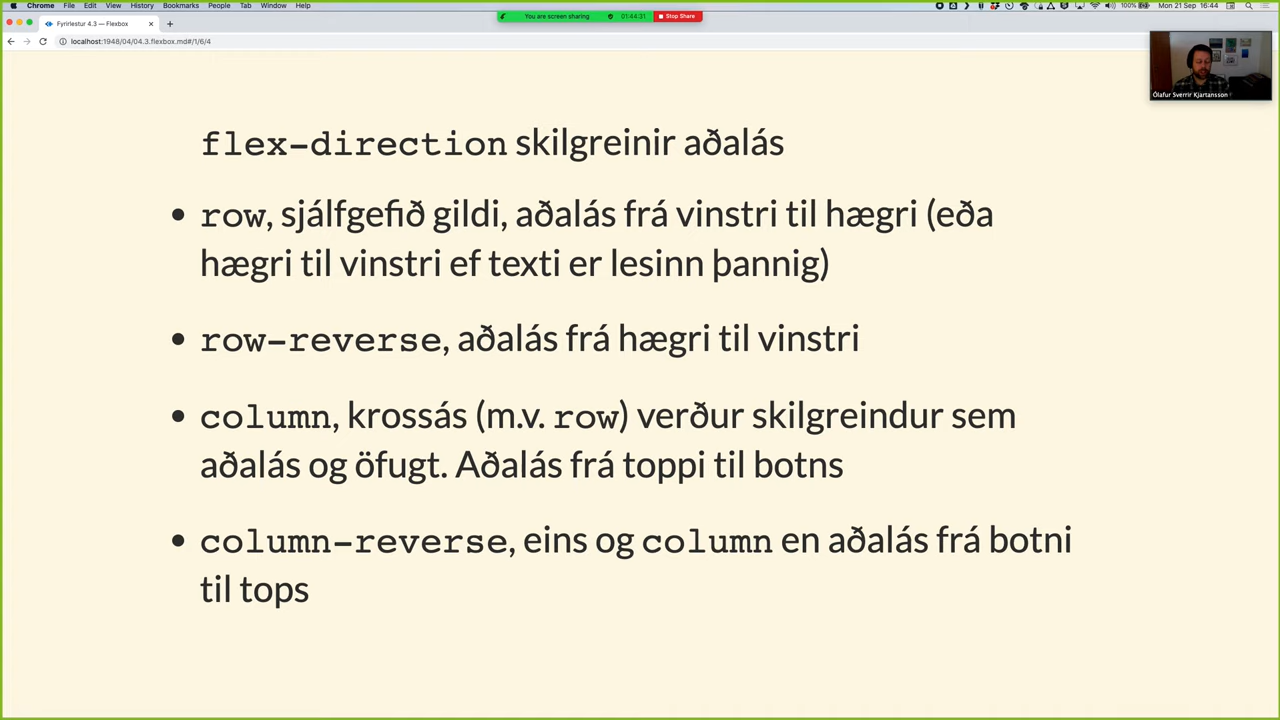 Chrome File Edit View History Bookmarks People Tab Window Help
You are screen sharing 01:44:31 Stop Share
100% Mon 21 Sep 16:44
Fyrirlestur 4.3 — Flexbox
localhost:1948/04/04.3.flexbox.md#/1/6/4
Ólafur Sverrir Kjartansson
flex-direction skilgreinir aðalás
• row, sjálfgefið gildi, aðalás frá vinstri til hægri (eða
hægri til vinstri ef texti er lesinn þannig)
• row-reverse, aðalás frá hægri til vinstri
• column, krossás (m.v. row) verður skilgreindur sem
aðalás og öfugt. Aðalás frá toppi til botns
• column-reverse, eins og column en aðalás frá botni
til tops